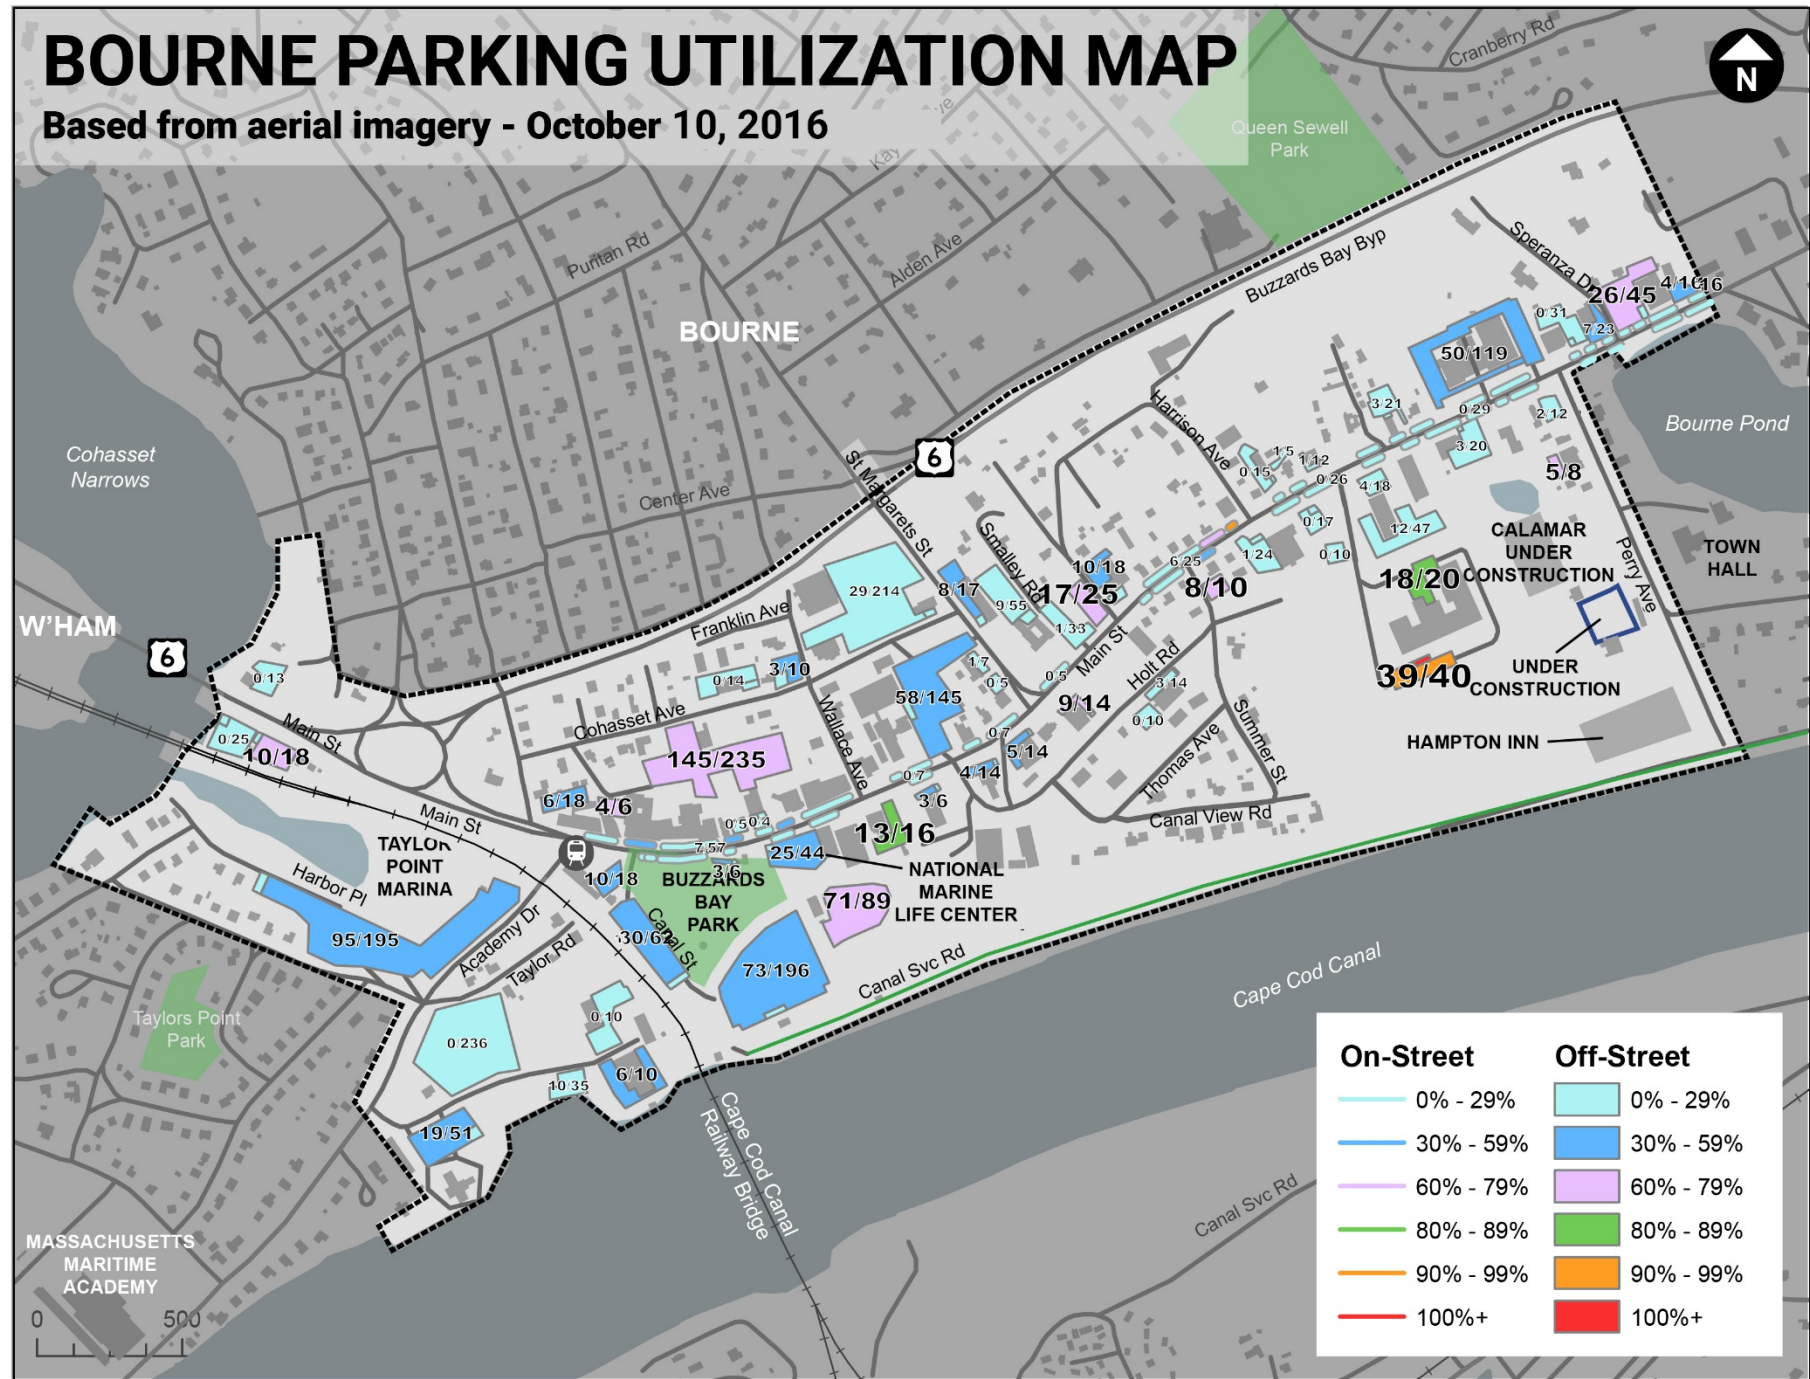 BOURNE PARKING UTILIZATION MAP
Based from aerial imagery - October 10, 2016
N
Cranberry Rd
Queen Sewell
Park
Puritan Rd
Alden Ave
Buzzards Bay Byp
Speranza Dr
BOURNE
26/45
4/16
0/31
7/23
50/119
Cohasset
Narrows
Bourne Pond
3/21
0/29
2/12
3/20
Harrison Ave
St Margarets St
6
Center Ave
1/5
1/12
0/15
0/26
4/18
5/8
0/17
12/47
0/10
CALAMAR
UNDER
CONSTRUCTION
TOWN
HALL
Perry Ave
Smalley Rd
10/18
6/25
1/24
18/20
29/214
8/17
9/55
17/25
8/10
1/33
Franklin Ave
W'HAM
6
Main St
Holt Rd
0/13
0/14
3/10
1/7
0/5
0/5
3/14
39/40
UNDER
CONSTRUCTION
58/145
9/14
0/10
Cohasset Ave
Wallace Ave
Summer St
Thomas Ave
Main St
0/25
10/18
145/235
0/7
5/14
HAMPTON INN
4/14
0/7
6/18
4/6
3/6
Canal View Rd
Main St
0/5
0/4
13/16
7/57
25/44
3/6
TAYLOR
POINT
MARINA
Harbor Pl
10/18
BUZZARDS
BAY
PARK
NATIONAL
MARINE
LIFE CENTER
71/89
Canal St
95/195
Academy Dr
Taylor Rd
73/196
Canal Svc Rd
Cape Cod Canal
Taylors Point
Park
0/236
0/10
10/35
6/10
19/51
Cape Cod Canal
Railway Bridge
Canal Svc Rd
MASSACHUSETTS
MARITIME
ACADEMY
0 500
On-Street Off-Street
0% - 29% 0% - 29%
30% - 59% 30% - 59%
60% - 79% 60% - 79%
80% - 89% 80% - 89%
90% - 99% 90% - 99%
100%+ 100%+